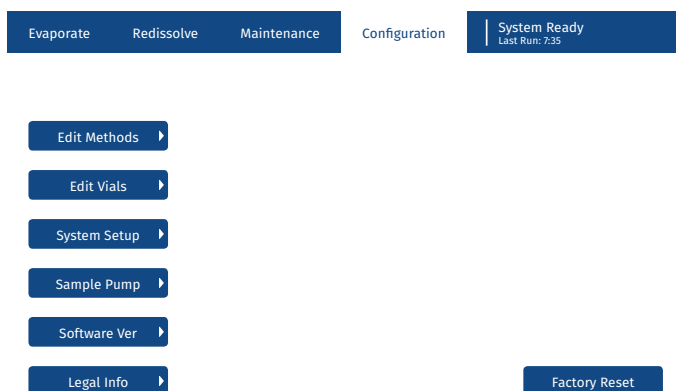 Evaporate
Redissolve
Maintenance
Configuration
System Ready
Last Run: 7:35
Edit Methods
Edit Vials
System Setup
Sample Pump
Software Ver
Legal Info
Factory Reset